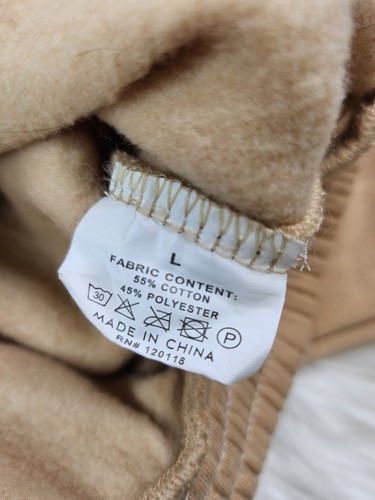 L
FABRIC CONTENT:
55% COTTON
45% POLYESTER
30 P
MADE IN CHINA
RN# 120118